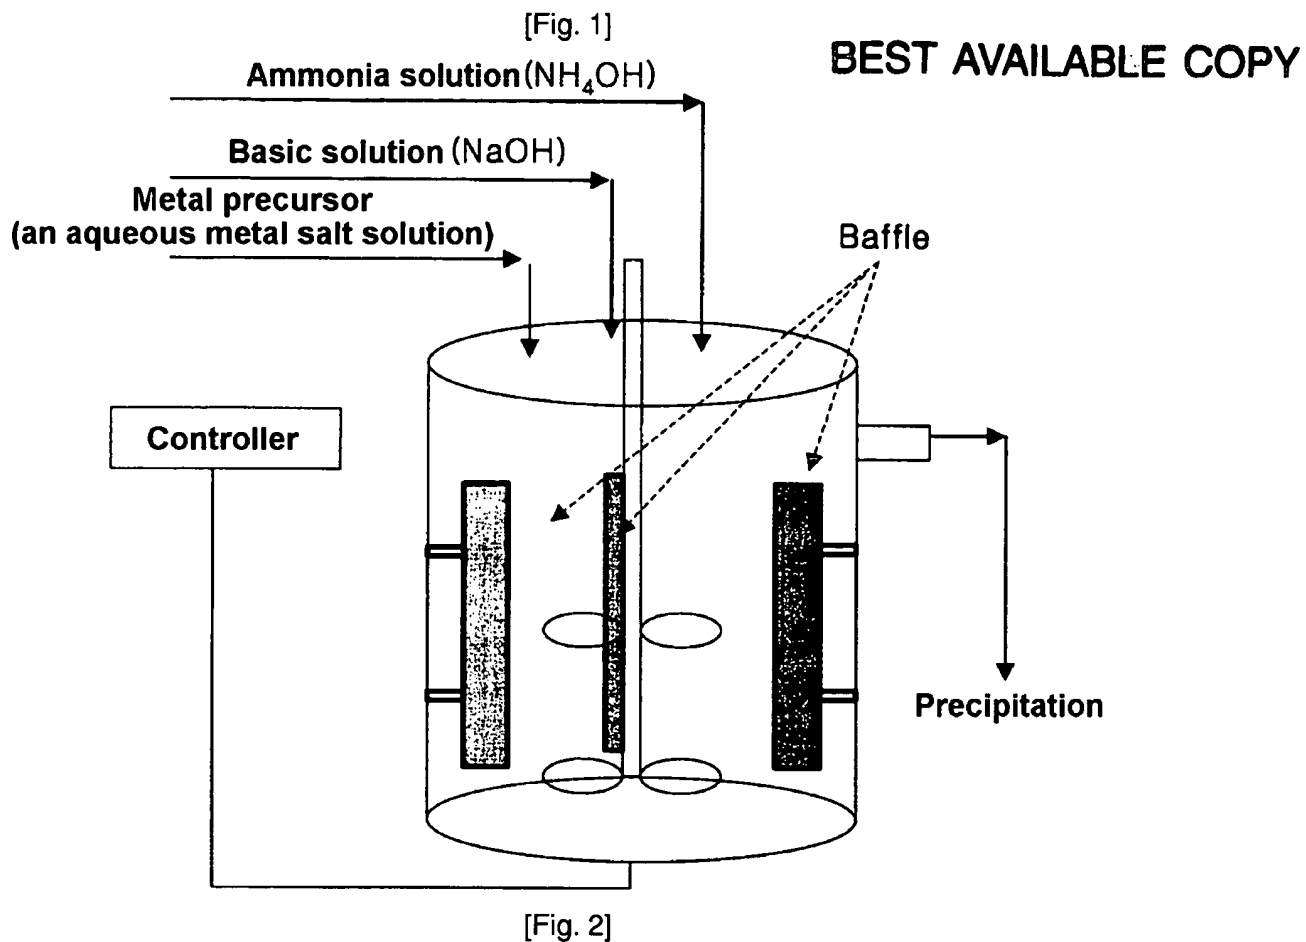 [Fig. 1]
BEST AVAILABLE COPY
Ammonia solution (NH₄OH)
Basic solution (NaOH)
Metal precursor
(an aqueous metal salt solution)
Baffle
Controller
Precipitation
[Fig. 2]